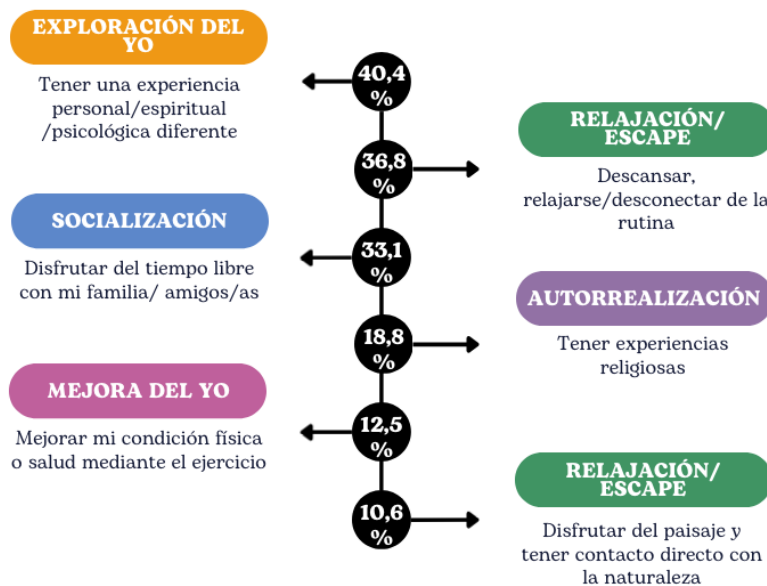 EXPLORACIÓN DEL
YO
Tener una experiencia
personal/espiritual
/psicológica diferente
40,4
%
36,8
%
RELAJACIÓN/
ESCAPE
Descansar,
relajarse/desconectar de la
rutina
SOCIALIZACIÓN
Disfrutar del tiempo libre
con mi familia/ amigos/as
33,1
%
18,8
%
AUTORREALIZACIÓN
Tener experiencias
religiosas
MEJORA DEL YO
Mejorar mi condición física
o salud mediante el ejercicio
12,5
%
10,6
%
RELAJACIÓN/
ESCAPE
Disfrutar del paisaje y
tener contacto directo con
la naturaleza